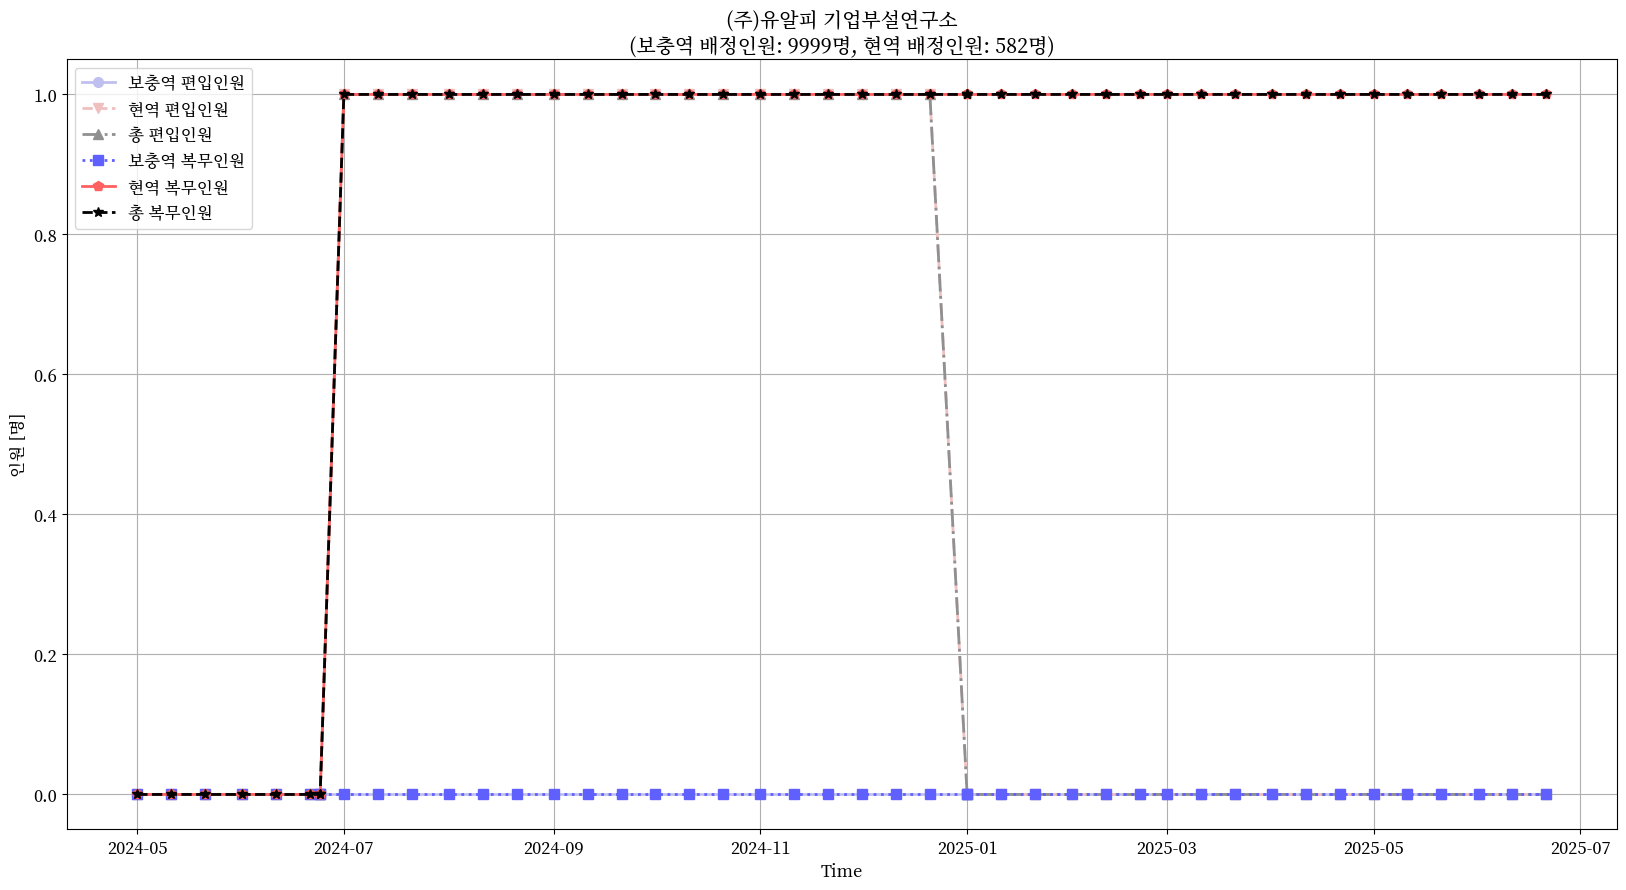 (주)유알피 기업부설연구소
(보충역 배정인원: 9999명, 현역 배정인원: 582명)
보충역 편입인원
현역 편입인원
총 편입인원
보충역 복무인원
현역 복무인원
총 복무인원
1.0
0.8
0.6
0.4
0.2
0.0
인원 [명]
2024-05
2024-07
2024-09
2024-11
2025-01
2025-03
2025-05
2025-07
Time